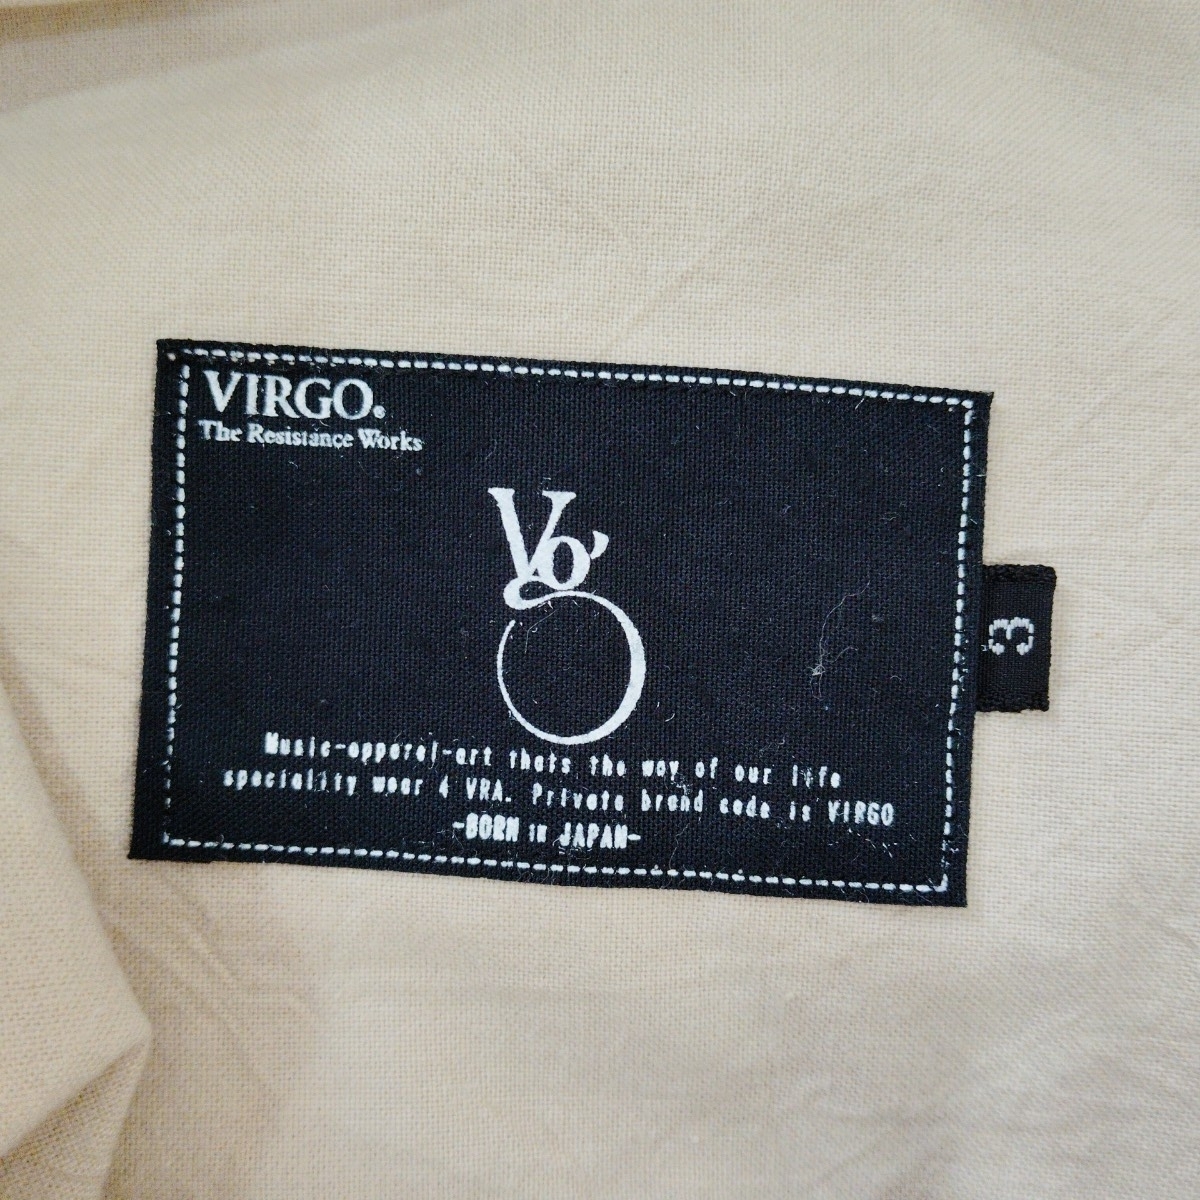 VIRGO.
The Resistance Works
Vo'
3
Music-apparel-art thats the way of our life
speciality wear 4 VRA. Private brand code is VIRGO
-BORN in JAPAN-